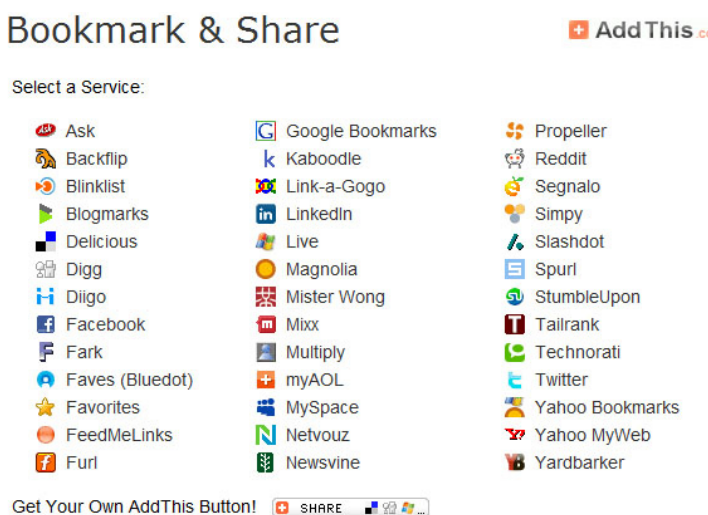 Bookmark & Share
AddThis.co
Select a Service:
Ask
Backflip
Blinklist
Blogmarks
Delicious
Digg
Diigo
Facebook
Fark
Faves (Bluedot)
Favorites
FeedMeLinks
Furl
Google Bookmarks
Kaboodle
Link-a-Gogo
LinkedIn
Live
Magnolia
Mister Wong
Mixx
Multiply
myAOL
MySpace
Netvouz
Newsvine
Propeller
Reddit
Segnalo
Simpy
Slashdot
Spurl
StumbleUpon
Tailrank
Technorati
Twitter
Yahoo Bookmarks
Yahoo MyWeb
Yardbarker
Get Your Own AddThis Button! SHARE ...